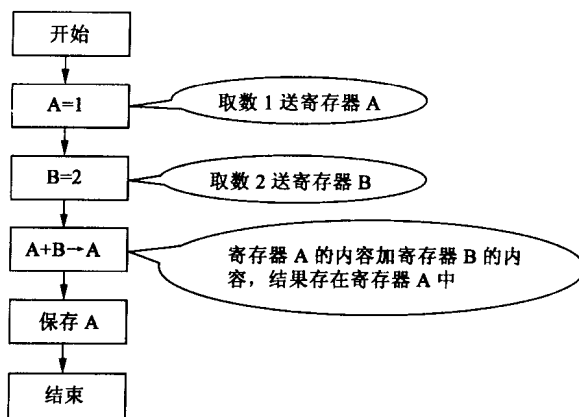 开始
A=1
取数 1 送寄存器 A
B=2
取数 2 送寄存器 B
A+B→A
寄存器 A 的内容加寄存器 B 的内
容，结果存在寄存器 A 中
保存 A
结束